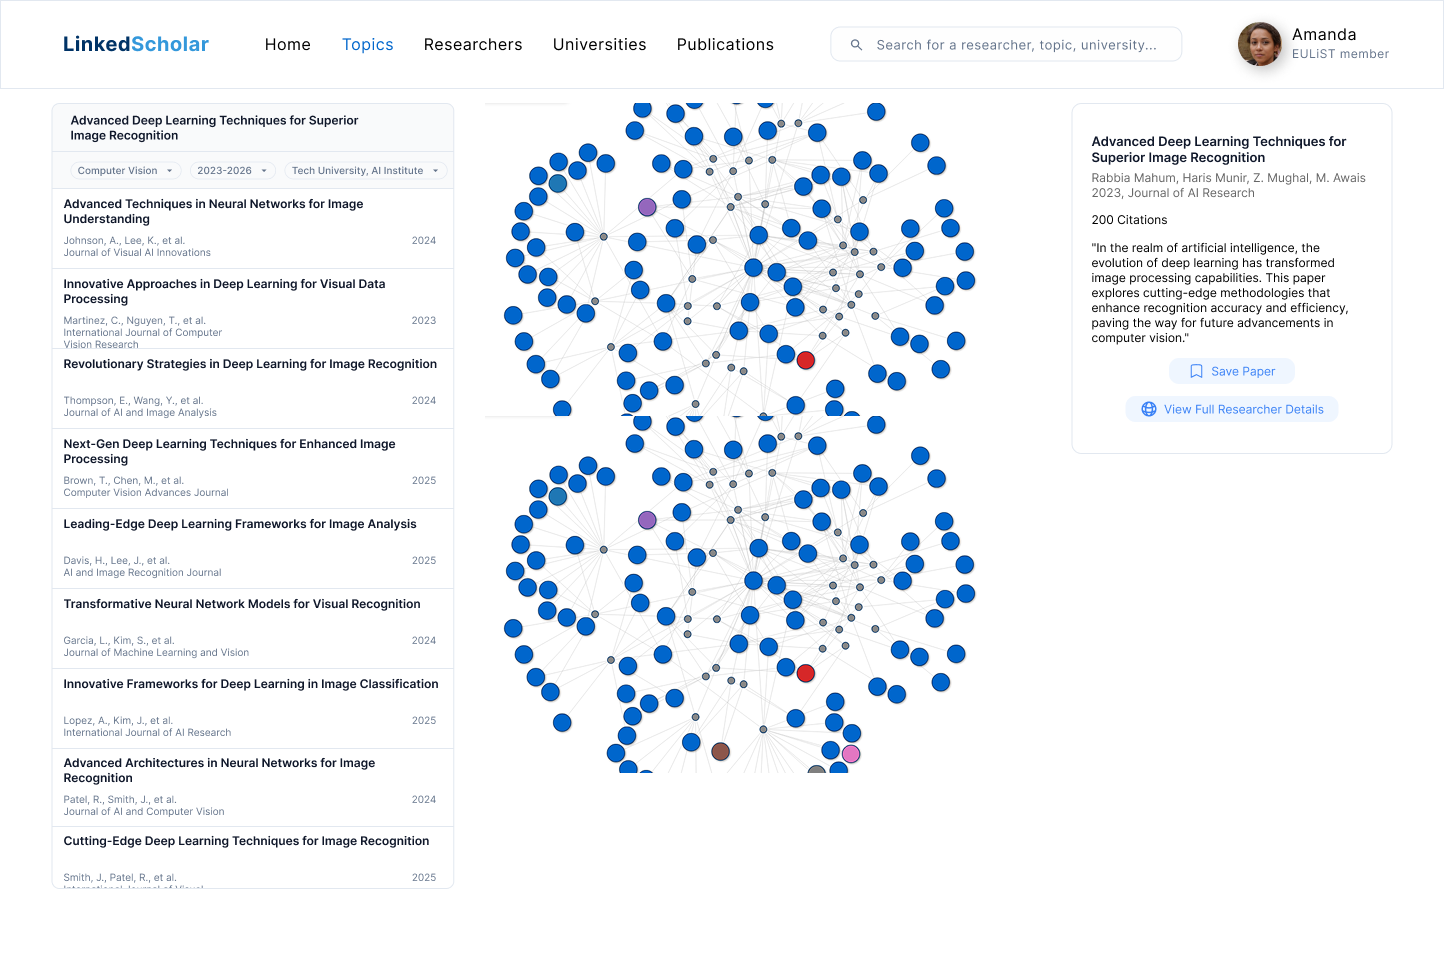 LinkedScholar
Home
Topics
Researchers
Universities
Publications
Search for a researcher, topic, university...
Amanda
EULiST member
Advanced Deep Learning Techniques for Superior
Image Recognition
Computer Vision
2023-2026
Tech University, AI Institute
Advanced Techniques in Neural Networks for Image
Understanding
Johnson, A., Lee, K., et al.
2024
Journal of Visual AI Innovations
Innovative Approaches in Deep Learning for Visual Data
Processing
Martinez, C., Nguyen, T., et al.
2023
International Journal of Computer
Vision Research
Revolutionary Strategies in Deep Learning for Image Recognition
Thompson, E., Wang, Y., et al.
2024
Journal of AI and Image Analysis
Next-Gen Deep Learning Techniques for Enhanced Image
Processing
Brown, T., Chen, M., et al.
2025
Computer Vision Advances Journal
Leading-Edge Deep Learning Frameworks for Image Analysis
Davis, H., Lee, J., et al.
2025
AI and Image Recognition Journal
Transformative Neural Network Models for Visual Recognition
Garcia, L., Kim, S., et al.
2024
Journal of Machine Learning and Vision
Innovative Frameworks for Deep Learning in Image Classification
Lopez, A., Kim, J., et al.
2025
International Journal of AI Research
Advanced Architectures in Neural Networks for Image
Recognition
Patel, R., Smith, J., et al.
2024
Journal of AI and Computer Vision
Cutting-Edge Deep Learning Techniques for Image Recognition
Smith, J., Patel, R., et al.
2025
International Journal of Visual
Advanced Deep Learning Techniques for
Superior Image Recognition
Rabbia Mahum, Haris Munir, Z. Mughal, M. Awais
2023, Journal of AI Research
200 Citations
"In the realm of artificial intelligence, the
evolution of deep learning has transformed
image processing capabilities. This paper
explores cutting-edge methodologies that
enhance recognition accuracy and efficiency,
paving the way for future advancements in
computer vision."
Save Paper
View Full Researcher Details